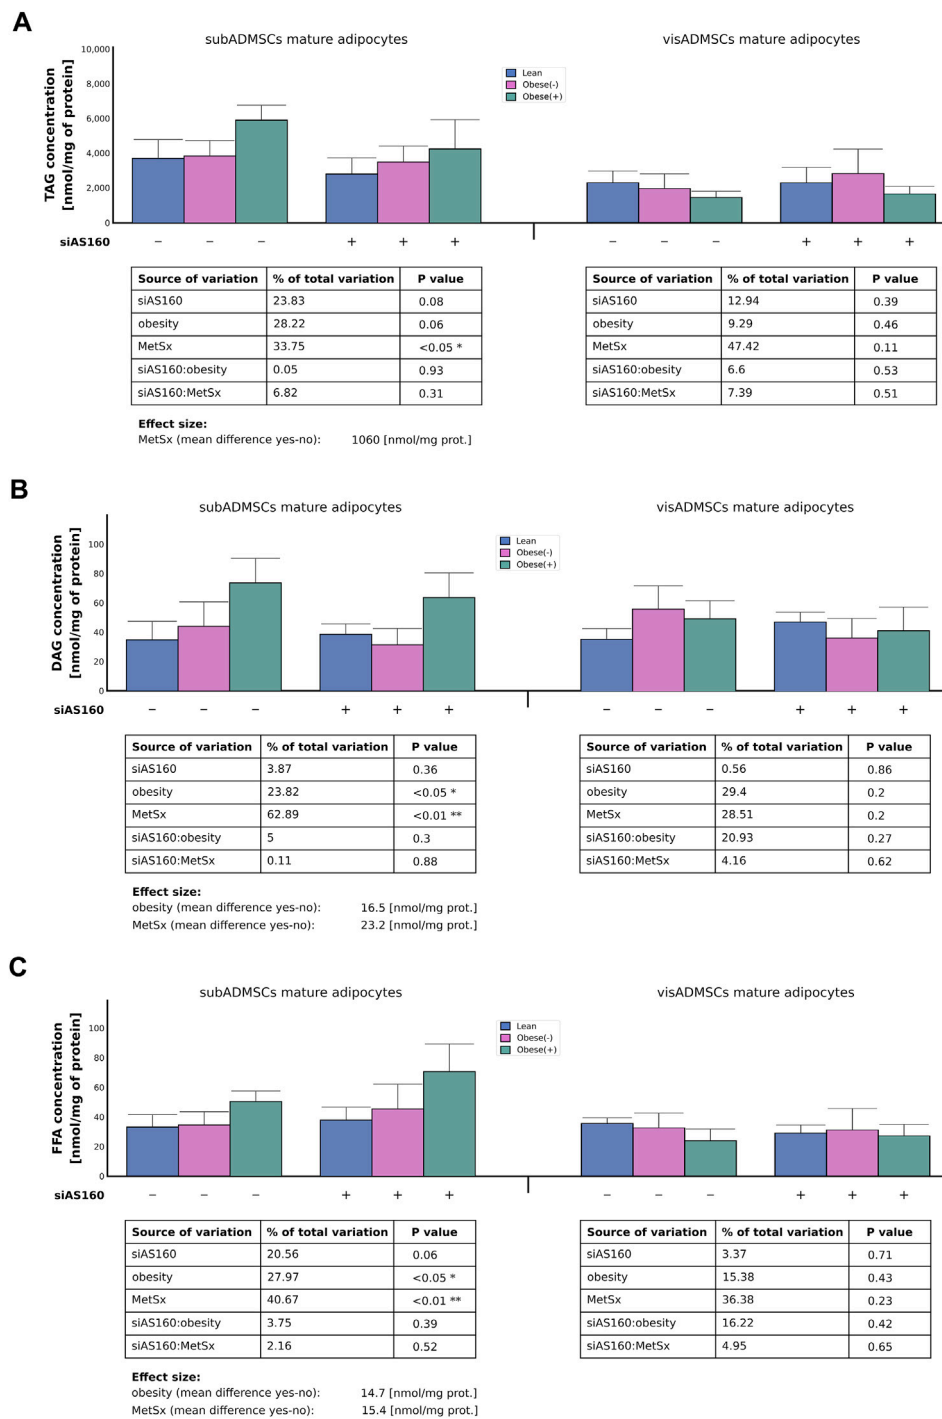 A
subADMSCs mature adipocytes
visADMSCs mature adipocytes
TAG concentration
[nmol/mg of protein]
10,000
8,000
6,000
4,000
2,000
0
Lean
Obese(-)
Obese(+)
siAS160 − − − + + + − − − + + +
Source of variation % of total variation P value
siAS160 23.83 0.08
obesity 28.22 0.06
MetSx 33.75 <0.05 *
siAS160:obesity 0.05 0.93
siAS160:MetSx 6.82 0.31
Source of variation % of total variation P value
siAS160 12.94 0.39
obesity 9.29 0.46
MetSx 47.42 0.11
siAS160:obesity 6.6 0.53
siAS160:MetSx 7.39 0.51
Effect size:
MetSx (mean difference yes-no): 1060 [nmol/mg prot.]
B
subADMSCs mature adipocytes
visADMSCs mature adipocytes
DAG concentration
[nmol/mg of protein]
100
80
60
40
20
0
Lean
Obese(-)
Obese(+)
siAS160 − − − + + + − − − + + +
Source of variation % of total variation P value
siAS160 3.87 0.36
obesity 23.82 <0.05 *
MetSx 62.89 <0.01 **
siAS160:obesity 5 0.3
siAS160:MetSx 0.11 0.88
Source of variation % of total variation P value
siAS160 0.56 0.86
obesity 29.4 0.2
MetSx 28.51 0.2
siAS160:obesity 20.93 0.27
siAS160:MetSx 4.16 0.62
Effect size:
obesity (mean difference yes-no): 16.5 [nmol/mg prot.]
MetSx (mean difference yes-no): 23.2 [nmol/mg prot.]
C
subADMSCs mature adipocytes
visADMSCs mature adipocytes
FFA concentration
[nmol/mg of protein]
100
80
60
40
20
0
Lean
Obese(-)
Obese(+)
siAS160 − − − + + + − − − + + +
Source of variation % of total variation P value
siAS160 20.56 0.06
obesity 27.97 <0.05 *
MetSx 40.67 <0.01 **
siAS160:obesity 3.75 0.39
siAS160:MetSx 2.16 0.52
Source of variation % of total variation P value
siAS160 3.37 0.71
obesity 15.38 0.43
MetSx 36.38 0.23
siAS160:obesity 16.22 0.42
siAS160:MetSx 4.95 0.65
Effect size:
obesity (mean difference yes-no): 14.7 [nmol/mg prot.]
MetSx (mean difference yes-no): 15.4 [nmol/mg prot.]